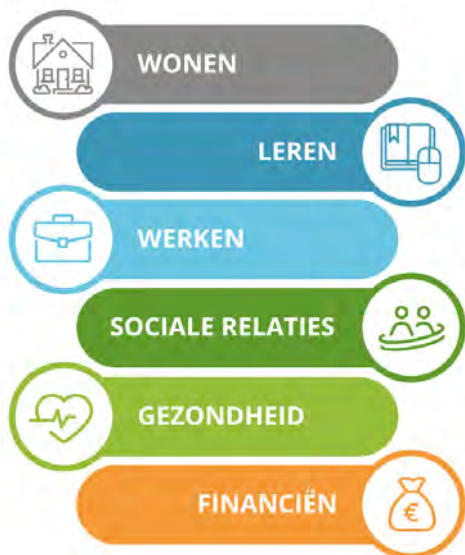 WONEN
LEREN
WERKEN
SOCIALE RELATIES
GEZONDHEID
FINANCIËN
€